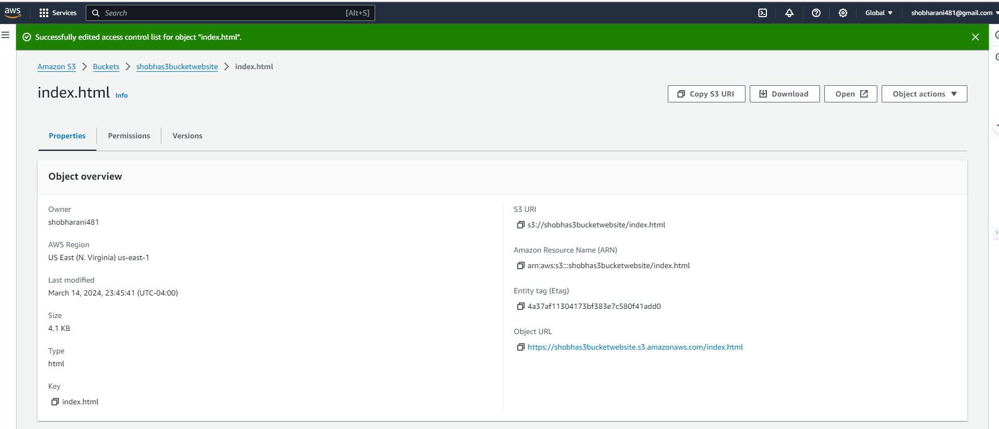 aws Services Search [Alt+S] Global shobharani481@gmail.com
Successfully edited access control list for object "index.html".
Amazon S3 Buckets shobhas3bucketwebsite index.html
index.html Info
Copy S3 URI Download Open Object actions
Properties Permissions Versions
Object overview
Owner
shobharani481
AWS Region
US East (N. Virginia) us-east-1
Last modified
March 14, 2024, 23:45:41 (UTC-04:00)
Size
4.1 KB
Type
html
Key
index.html
S3 URI
s3://shobhas3bucketwebsite/index.html
Amazon Resource Name (ARN)
arn:aws:s3:::shobhas3bucketwebsite/index.html
Entity tag (Etag)
4a37af11304173bf383e7c580f41add0
Object URL
https://shobhas3bucketwebsite.s3.amazonaws.com/index.html